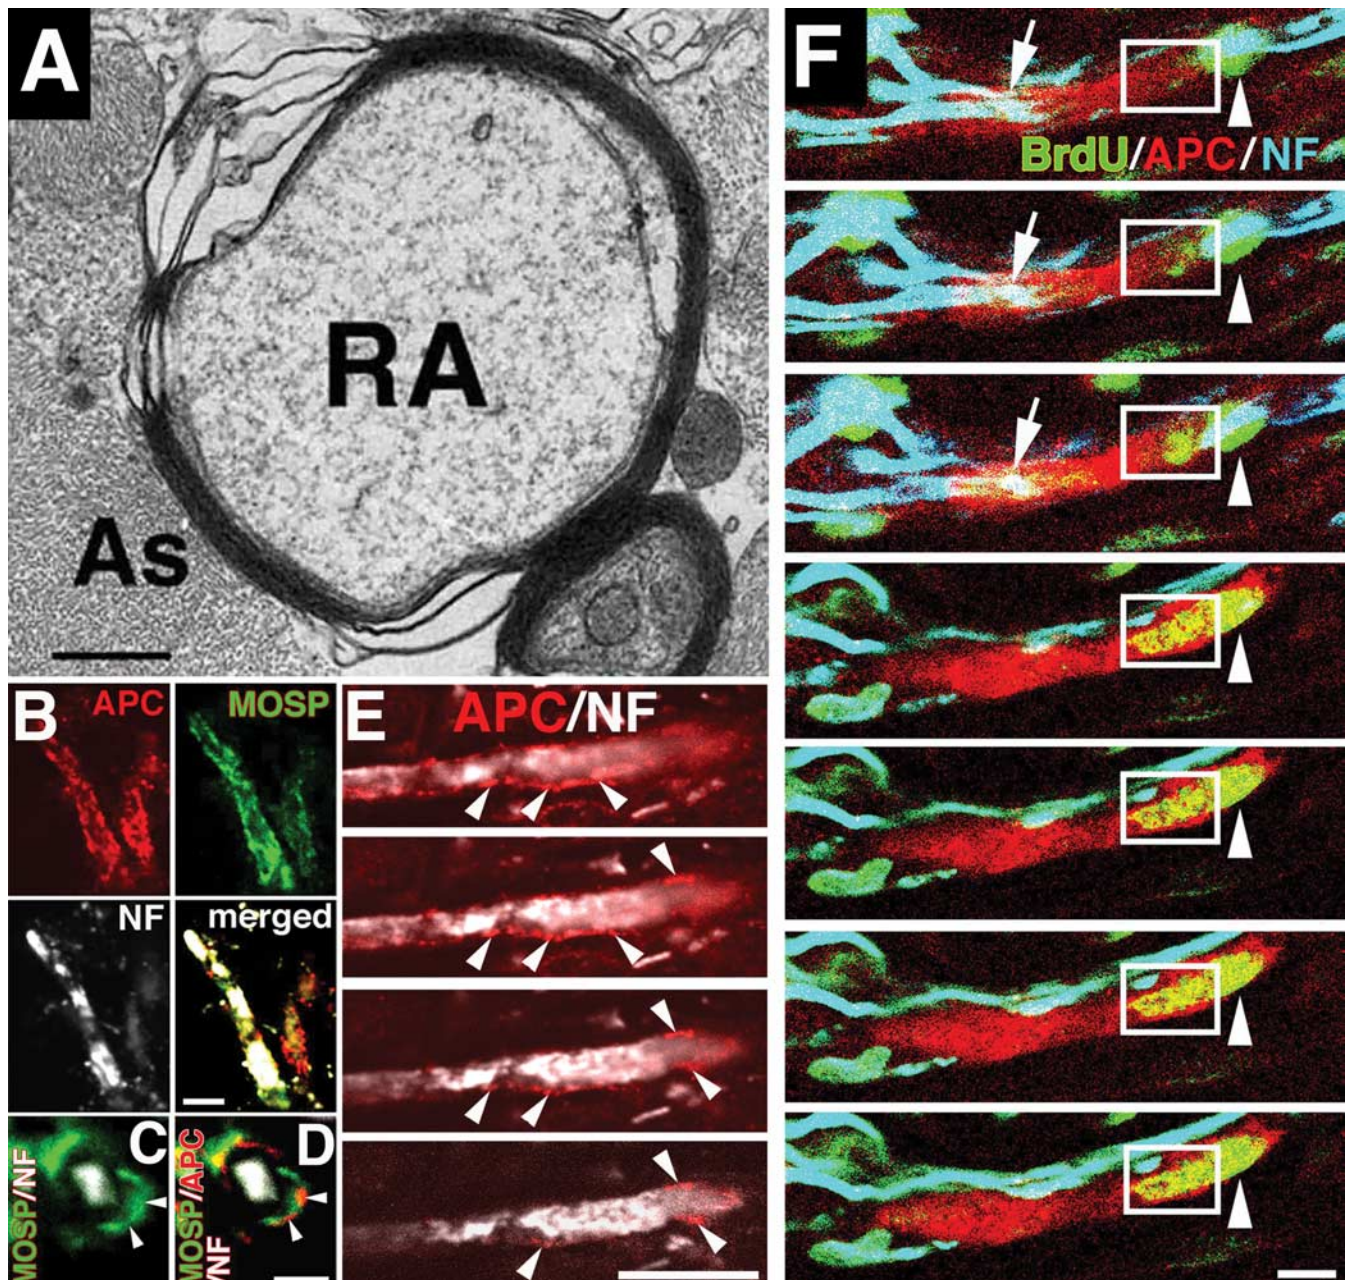 A
RA
As
B
APC
MOSP
NF
merged
C
MOSP/NF
D
MOSP/APC
/NF
E
APC/NF
F
BrdU/APC/NF